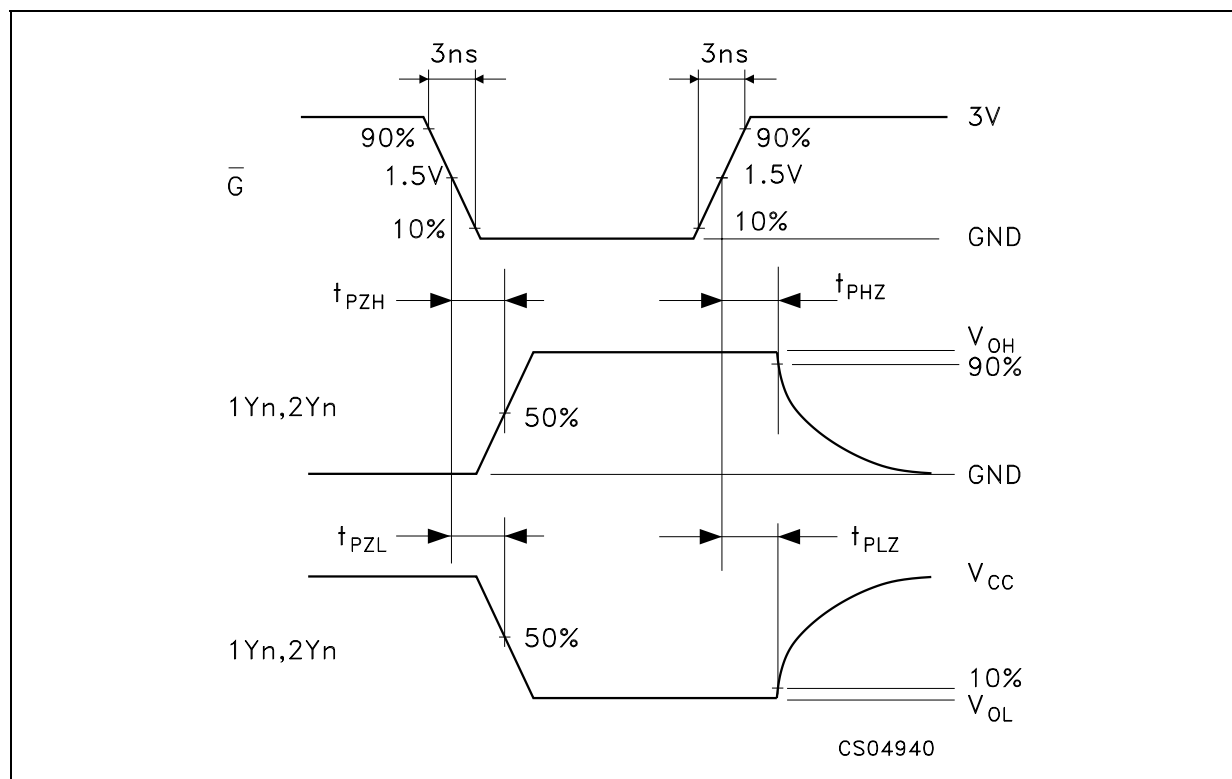 3ns 3ns
3V
90% 90%
G̅
1.5V 1.5V
10% 10%
GND
tPZH tPHZ
VOH
90%
1Yn,2Yn
50%
GND
tPZL tPLZ
VCC
1Yn,2Yn
50%
10%
VOL
CS04940